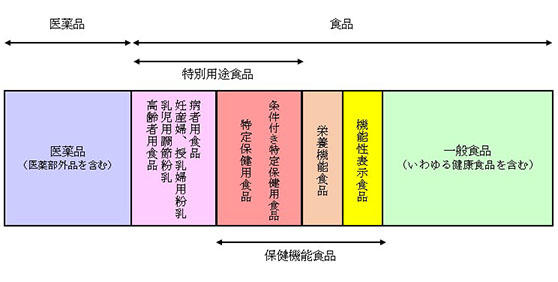 医薬品
食品
特別用途食品
医薬品
（医薬部外品を含む）
病者用食品
妊産婦、授乳婦用粉乳
乳児用調節粉乳
高齢者用食品
条件付き特定保健用食品
特定保健用食品
栄養機能食品
機能性表示食品
一般食品
（いわゆる健康食品を含む）
保健機能食品